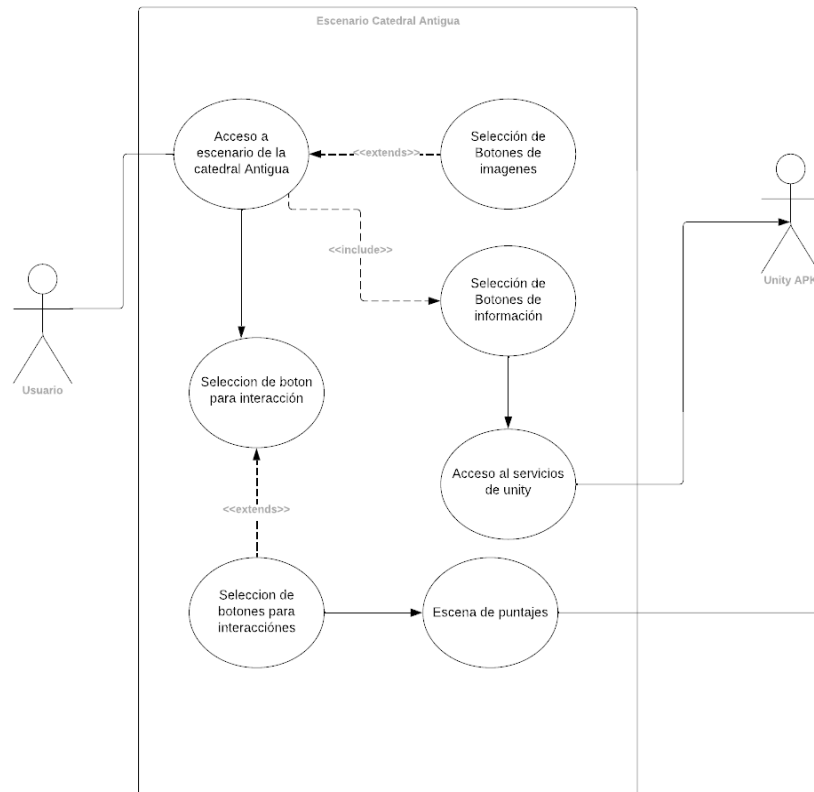 Escenario Catedral Antigua
Acceso a
escenario de la
catedral Antigua
<<extends>>
Selección de
Botones de
imagenes
<<include>>
Selección de
Botones de
información
Usuario
Unity APK
Seleccion de boton
para interacción
Acceso al servicios
de unity
<<extends>>
Seleccion de
botones para
interacciónes
Escena de puntajes